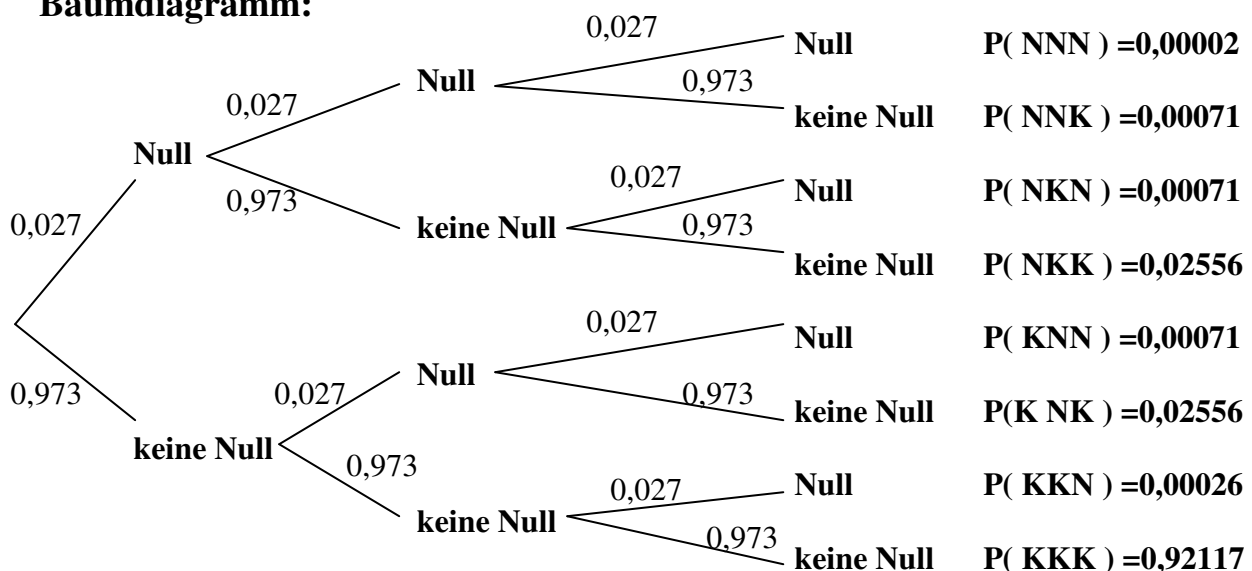 Baumdiagramm:
0,027 Null P( NNN ) =0,00002
Null 0,973
0,027 keine Null P( NNK ) =0,00071
Null
0,027 Null P( NKN ) =0,00071
0,973
0,027 keine Null 0,973
keine Null P( NKK ) =0,02556
0,027 Null P( KNN ) =0,00071
Null
0,973 0,027 0,973 keine Null P(K NK ) =0,02556
keine Null
0,973 Null P( KKN ) =0,00026
0,027
keine Null 0,973
keine Null P( KKK ) =0,92117